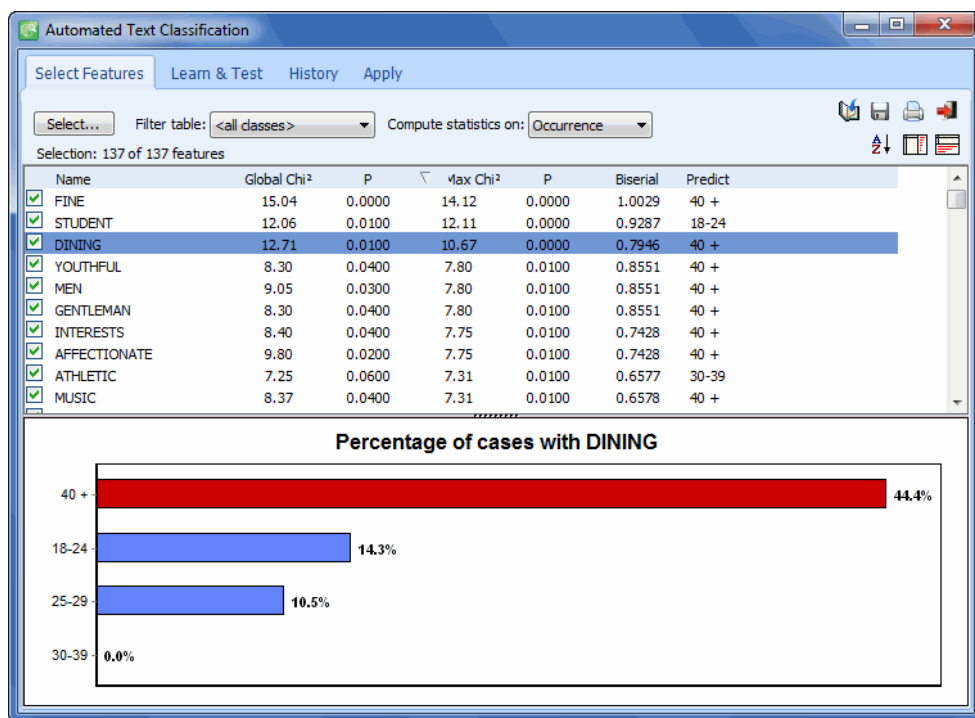 Automated Text Classification
Select Features Learn & Test History Apply
Select... Filter table: <all classes> Compute statistics on: Occurrence
Selection: 137 of 137 features
Name Global Chi² P Max Chi² P Biserial Predict
FINE 15.04 0.0000 14.12 0.0000 1.0029 40 +
STUDENT 12.06 0.0100 12.11 0.0000 0.9287 18-24
DINING 12.71 0.0100 10.67 0.0000 0.7946 40 +
YOUTHFUL 8.30 0.0400 7.80 0.0100 0.8551 40 +
MEN 9.05 0.0300 7.80 0.0100 0.8551 40 +
GENTLEMAN 8.30 0.0400 7.80 0.0100 0.8551 40 +
INTERESTS 8.40 0.0400 7.75 0.0100 0.7428 40 +
AFFECTIONATE 9.80 0.0200 7.75 0.0100 0.7428 40 +
ATHLETIC 7.25 0.0600 7.31 0.0100 0.6577 30-39
MUSIC 8.37 0.0400 7.31 0.0100 0.6578 40 +
Percentage of cases with DINING
40 + 44.4%
18-24 14.3%
25-29 10.5%
30-39 0.0%